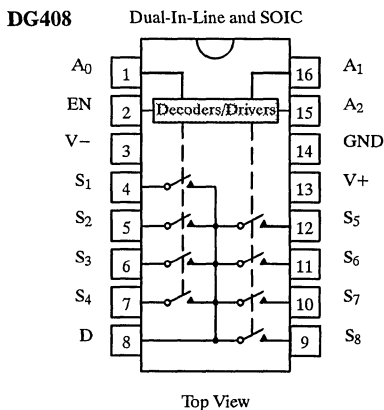 DG408 Dual-In-Line and SOIC
A0 1 16 A1
EN 2 Decoders/Drivers 15 A2
V− 3 14 GND
S1 4 13 V+
S2 5 12 S5
S3 6 11 S6
S4 7 10 S7
D 8 9 S8
Top View